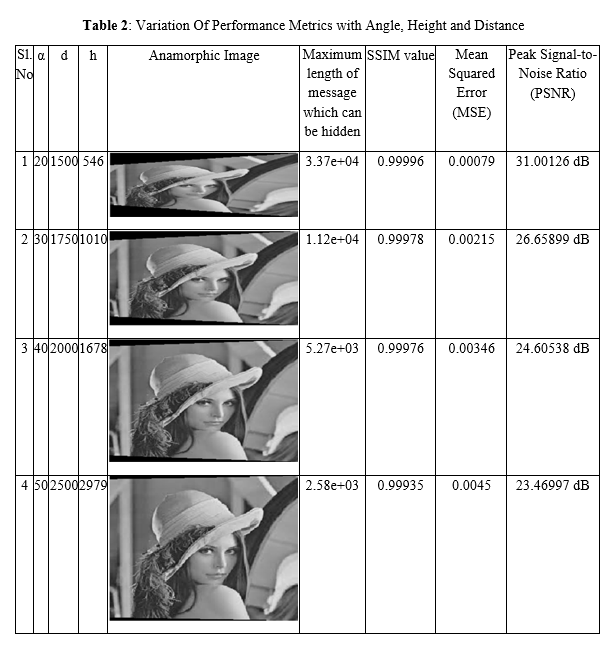 Table 2: Variation Of Performance Metrics with Angle, Height and Distance
Sl. No α d h Anamorphic Image Maximum length of message which can be hidden SSIM value Mean Squared Error (MSE) Peak Signal-to-Noise Ratio (PSNR)
1 20 1500 546 3.37e+04 0.99996 0.00079 31.00126 dB
2 30 1750 1010 1.12e+04 0.99978 0.00215 26.65899 dB
3 40 2000 1678 5.27e+03 0.99976 0.00346 24.60538 dB
4 50 2500 2979 2.58e+03 0.99935 0.0045 23.46997 dB